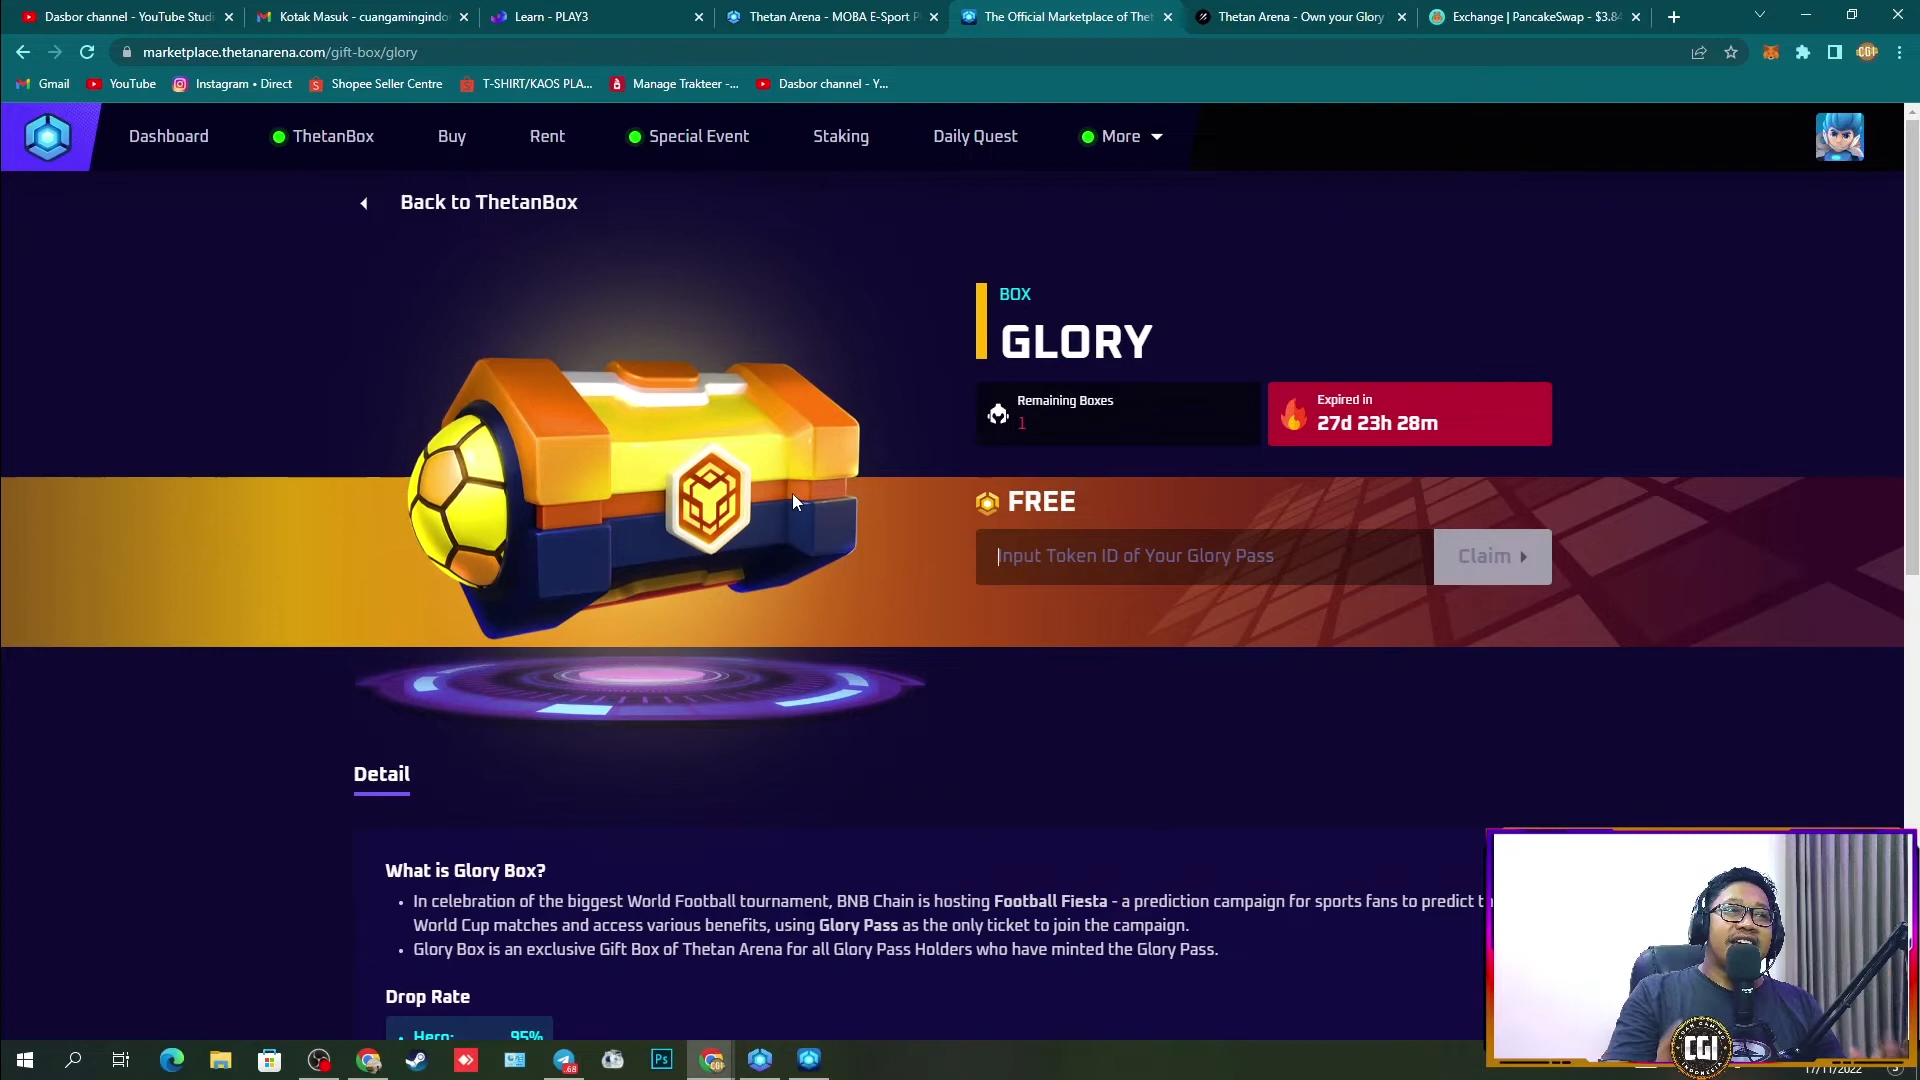 Dasbor channel - YouTube Studi
Kotak Masuk - cuangamingindo
Learn - PLAY3
Thetan Arena - MOBA E-Sport P
The Official Marketplace of The
Thetan Arena - Own your Glory
Exchange | PancakeSwap - $3.84
marketplace.thetanarena.com/gift-box/glory
Gmail
YouTube
Instagram • Direct
Shopee Seller Centre
T-SHIRT/KAOS PLA...
Manage Trakteer -...
Dasbor channel - Y...
Dashboard
ThetanBox
Buy
Rent
Special Event
Staking
Daily Quest
More
Back to ThetanBox
BOX
GLORY
Remaining Boxes
1
Expired in
27d 23h 28m
FREE
Input Token ID of Your Glory Pass
Claim
Detail
What is Glory Box?
• In celebration of the biggest World Football tournament, BNB Chain is hosting Football Fiesta - a prediction campaign for sports fans to predict
World Cup matches and access various benefits, using Glory Pass as the only ticket to join the campaign.
• Glory Box is an exclusive Gift Box of Thetan Arena for all Glory Pass Holders who have minted the Glory Pass.
Drop Rate
• Hero: 95%
Ps
.68
CGI
17/11/2022